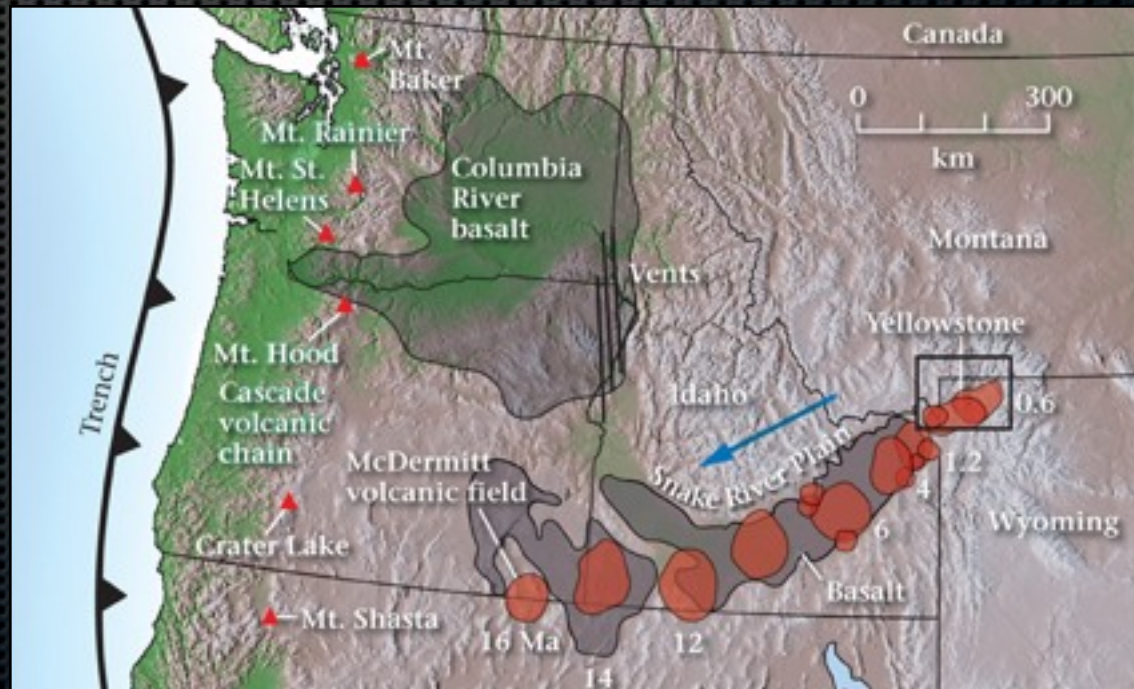 Canada
Mt.
Baker
0 300
km
Mt. Rainier
Mt. St.
Helens
Columbia
River
basalt
Montana
Vents
Yellowstone
Mt. Hood
Trench
Cascade
volcanic
chain
Idaho
0.6
McDermitt
volcanic field
Snake River Plain
1.2
4
Wyoming
6
Crater Lake
Basalt
Mt. Shasta
16 Ma
14
12